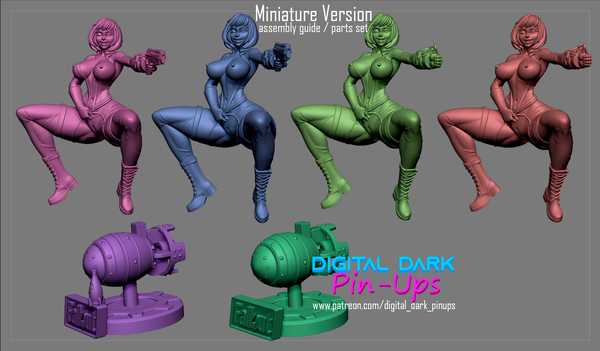 Miniature Version
assembly guide / parts set
DIGITAL DARK
Pin-Ups
www.patreon.com/digital_dark_pinups